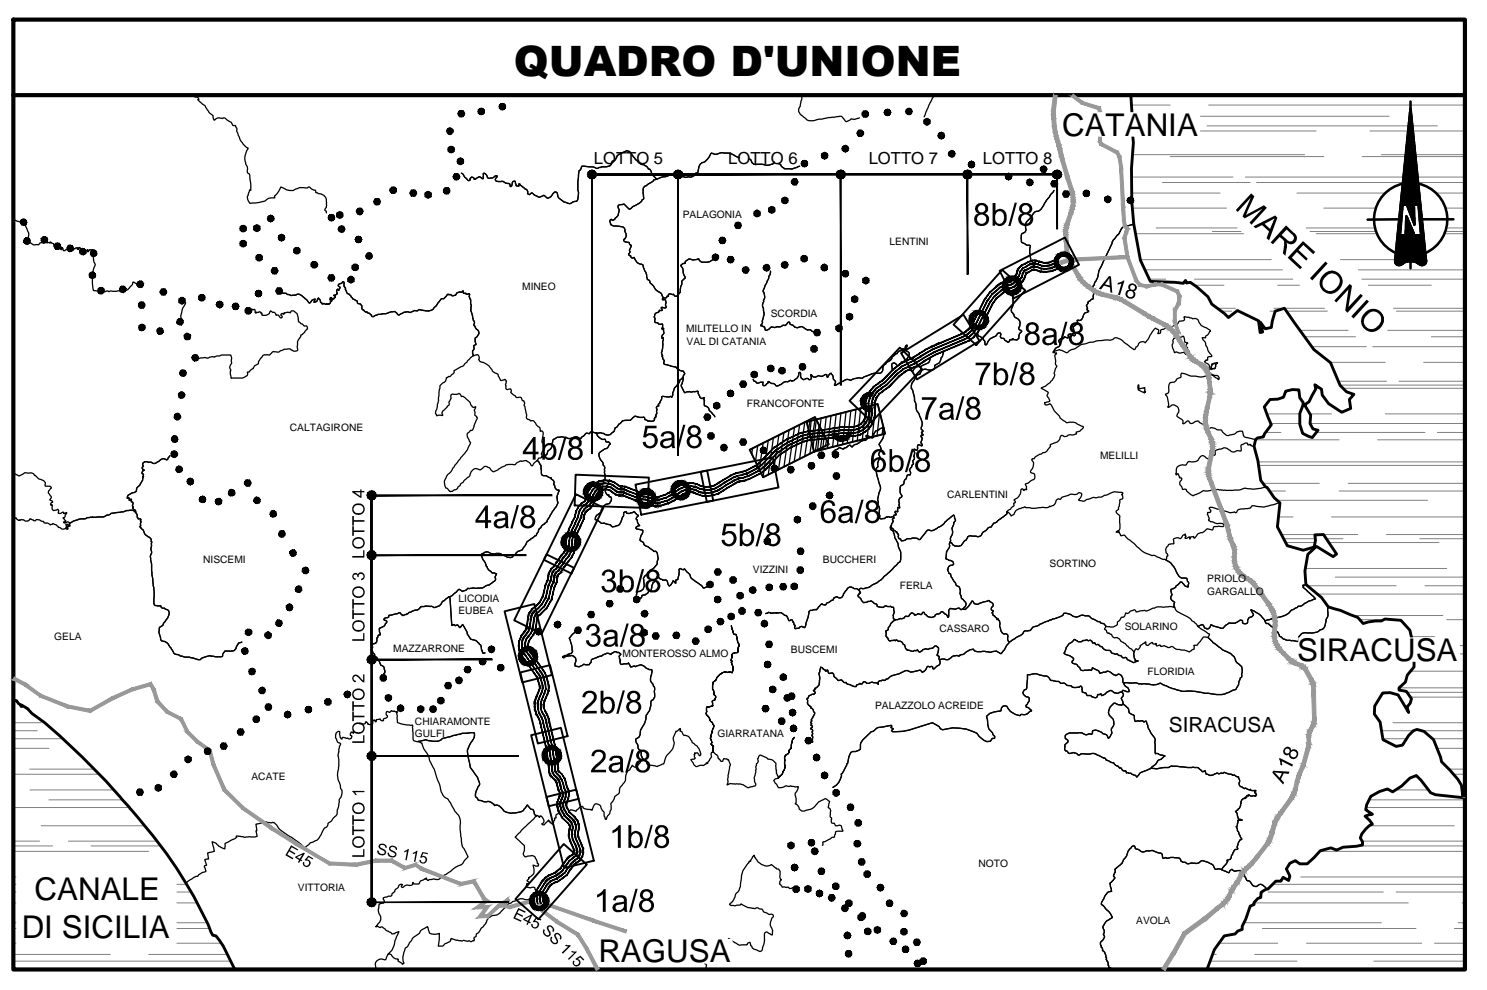 QUADRO D'UNIONE
CATANIA
LOTTO 5
LOTTO 6
LOTTO 7
LOTTO 8
PALAGONIA
8b/8
N
MARE IONIO
LENTINI
MINEO
A18
SCORDIA
MILITELLO IN
VAL DI CATANIA
8a/8
7b/8
FRANCOFONTE
7a/8
CALTAGIRONE
4b/8
5a/8
6b/8
MELILLI
CARLENTINI
4a/8
6a/8
LOTTO 4
5b/8
NISCEMI
VIZZINI
BUCCHERI
SORTINO
3b/8
FERLA
PRIOLO
GARGALLO
LICODIA
EUBEA
LOTTO 3
GELA
3a/8
CASSARO
SOLARINO
MAZZARRONE
MONTEROSSO ALMO
BUSCEMI
SIRACUSA
FLORIDIA
2b/8
LOTTO 2
PALAZZOLO ACREIDE
CHIARAMONTE
GULFI
GIARRATANA
SIRACUSA
2a/8
A18
ACATE
LOTTO 1
1b/8
E45
SS 115
NOTO
VITTORIA
CANALE
DI SICILIA
1a/8
AVOLA
E45 SS 115
RAGUSA